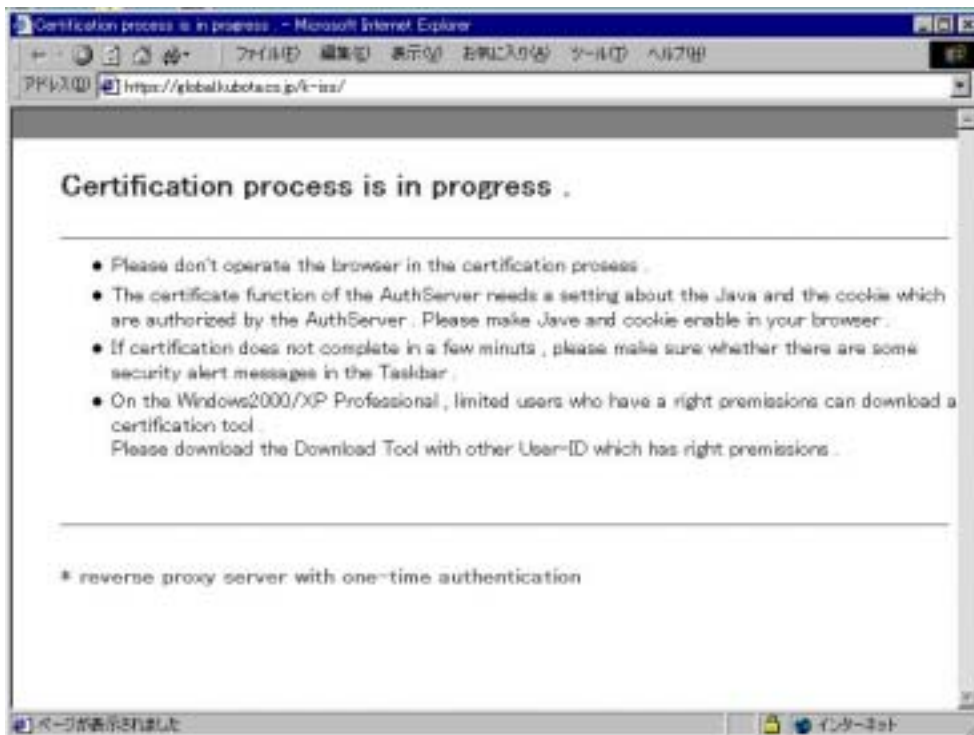 Certification process is in progress . - Microsoft Internet Explorer
ファイル(F) 編集(E) 表示(V) お気に入り(A) ツール(T) ヘルプ(H)
アドレス(D) https://global.kubota.co.jp/k-iss/
Certification process is in progress .
● Please don't operate the browser in the certification prosess .
● The certificate function of the AuthServer needs a setting about the Java and the cookie which
are authorized by the AuthServer . Please make Java and cookie enable in your browser .
● If certification does not complete in a few minuts , please make sure whether there are some
security alert messages in the Taskbar .
● On the Windows2000/XP Professional , limited users who have a right premissions can download a
certification tool .
Please download the Download Tool with other User-ID which has right premissions .
* reverse proxy server with one-time authentication
ページが表示されました インターネット